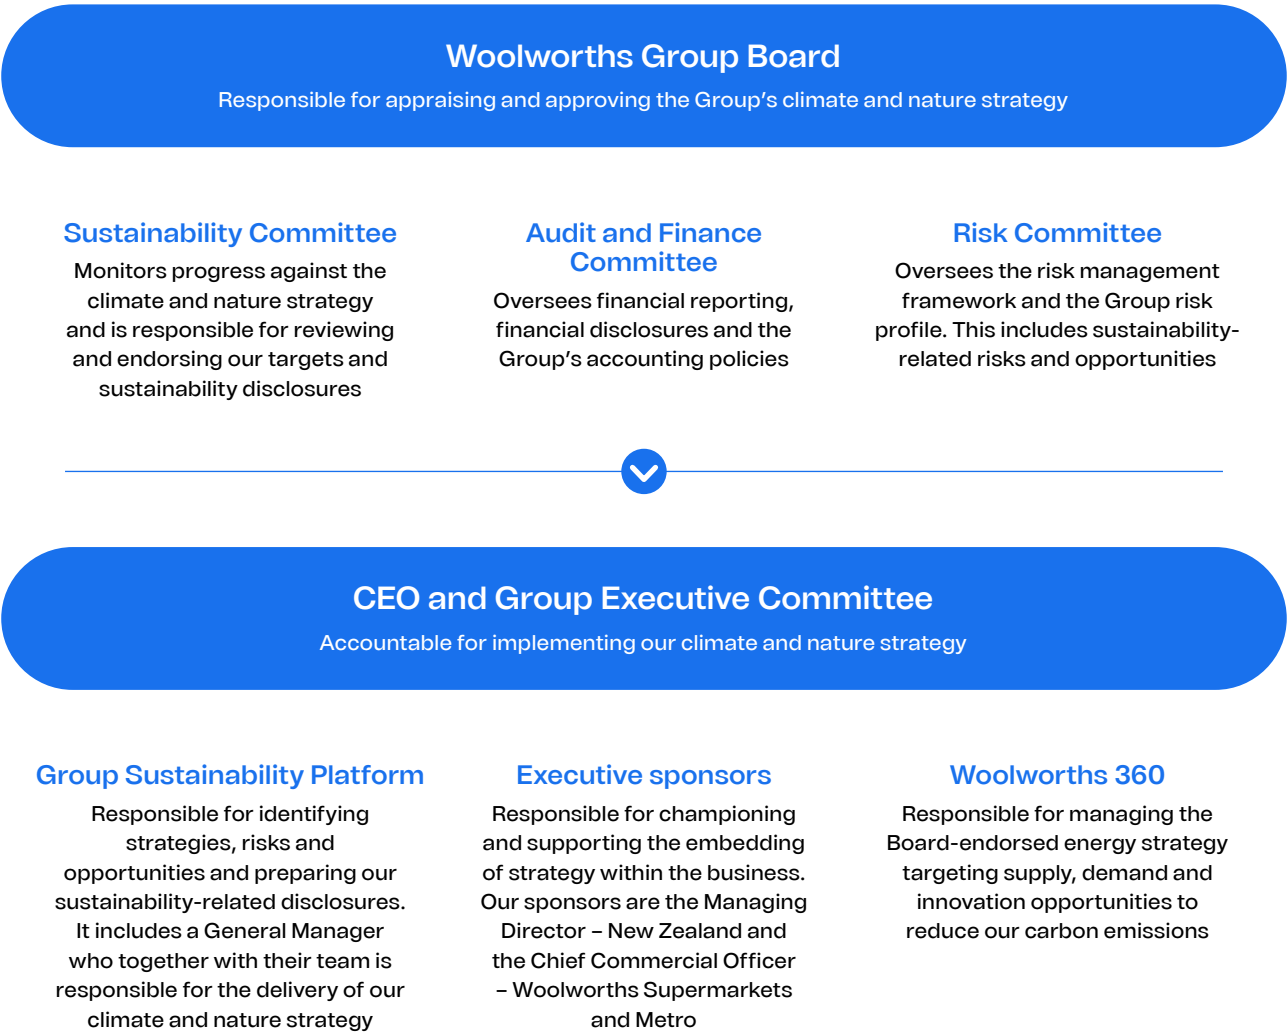 Woolworths Group Board
Responsible for appraising and approving the Group’s climate and nature strategy
Sustainability Committee
Monitors progress against the
climate and nature strategy
and is responsible for reviewing
and endorsing our targets and
sustainability disclosures
Audit and Finance
Committee
Oversees financial reporting,
financial disclosures and the
Group’s accounting policies
Risk Committee
Oversees the risk management
framework and the Group risk
profile. This includes sustainability-
related risks and opportunities
CEO and Group Executive Committee
Accountable for implementing our climate and nature strategy
Group Sustainability Platform
Responsible for identifying
strategies, risks and
opportunities and preparing our
sustainability-related disclosures.
It includes a General Manager
who together with their team is
responsible for the delivery of our
climate and nature strategy
Executive sponsors
Responsible for championing
and supporting the embedding
of strategy within the business.
Our sponsors are the Managing
Director – New Zealand and
the Chief Commercial Officer
– Woolworths Supermarkets
and Metro
Woolworths 360
Responsible for managing the
Board-endorsed energy strategy
targeting supply, demand and
innovation opportunities to
reduce our carbon emissions